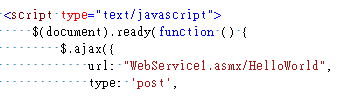 <script type="text/javascript">
$(document).ready(function () {
$.ajax({
url: "WebService1.asmx/HelloWorld",
type: 'post',